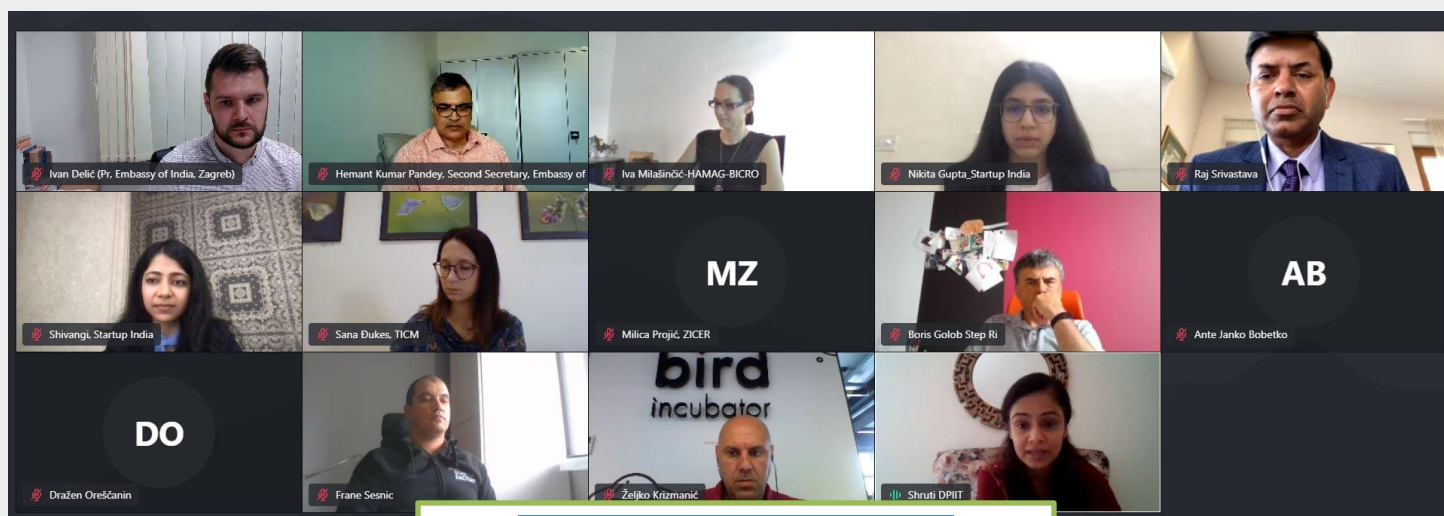 Ivan Delić (Pr, Embassy of India, Zagreb)
Hemant Kumar Pandey, Second Secretary, Embassy of
Iva Milašinčić-HAMAG-BICRO
Nikita Gupta_Startup India
Raj Srivastava
Shivangi, Startup India
Sana Đukes, TICM
MZ
Milica Projić, ZICER
Boris Golob Step Ri
AB
Ante Janko Bobetko
DO
Dražen Oreščanin
Frane Sesnic
bird
incubator
Željko Krizmanić
Shruti DPIIT